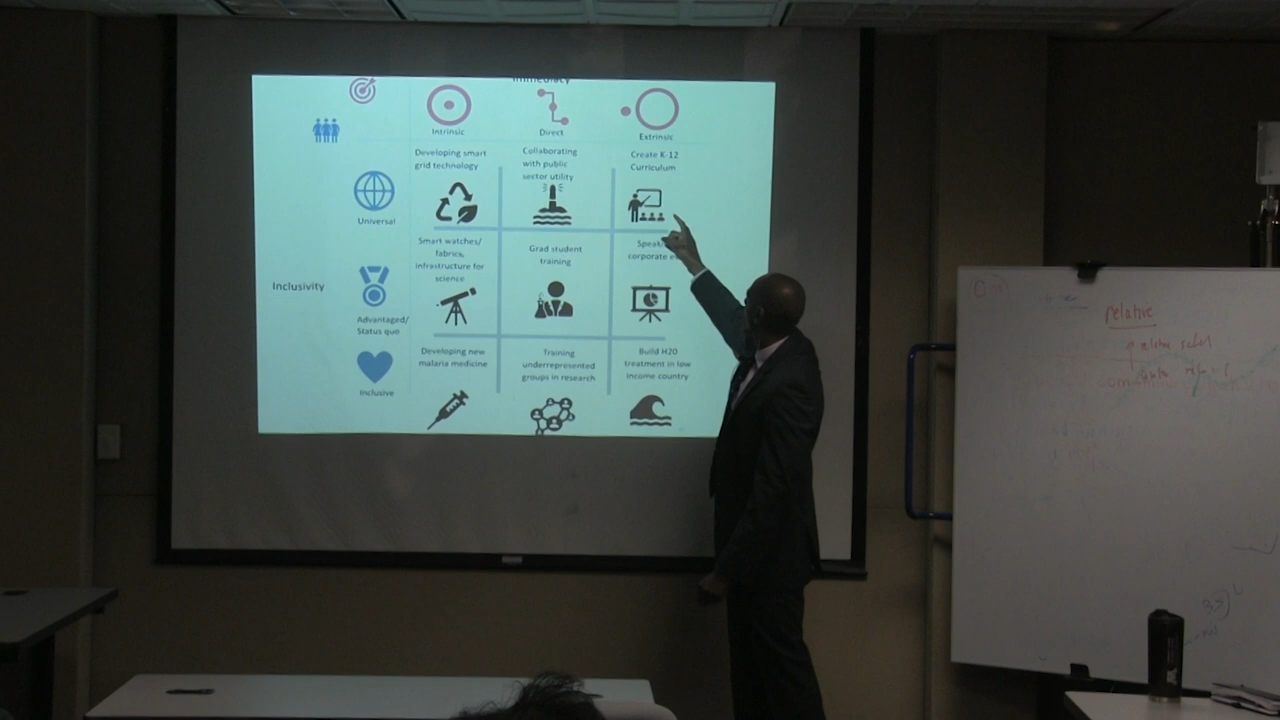 Immediacy
Intrinsic
Direct
Extrinsic
Developing smart
grid technology
Collaborating
with public
sector utility
Create K-12
Curriculum
Universal
Smart watches/
fabrics,
infrastructure for
science
Grad student
training
corporate
Inclusivity
Advantaged/
Status quo
Developing new
malaria medicine
Training
underrepresented
groups in research
Build H20
treatment in low
income country
Inclusive
relative